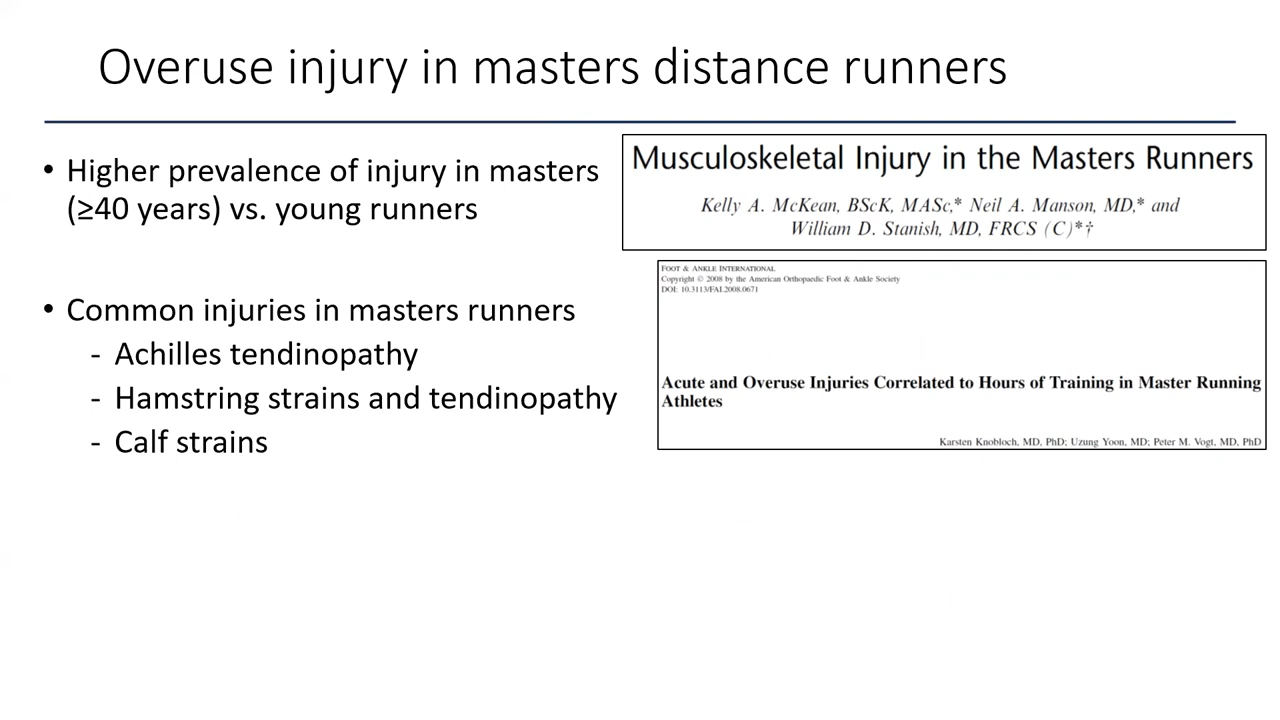 Overuse injury in masters distance runners
• Higher prevalence of injury in masters
(≥40 years) vs. young runners
• Common injuries in masters runners
- Achilles tendinopathy
- Hamstring strains and tendinopathy
- Calf strains
Musculoskeletal Injury in the Masters Runners
Kelly A. McKean, BScK, MASc,* Neil A. Manson, MD,* and
William D. Stanish, MD, FRCS (C)*†
FOOT & ANKLE INTERNATIONAL
Copyright © 2008 by the American Orthopaedic Foot & Ankle Society
DOI: 10.3113/FAI.2008.0671
Acute and Overuse Injuries Correlated to Hours of Training in Master Running
Athletes
Karsten Knobloch, MD, PhD; Uzung Yoon, MD; Peter M. Vogt, MD, PhD